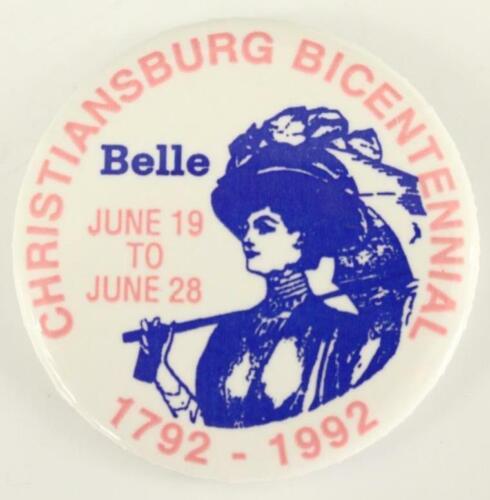 CHRISTIANSBURG BICENTENNIAL
Belle
JUNE 19
TO
JUNE 28
1792 - 1992